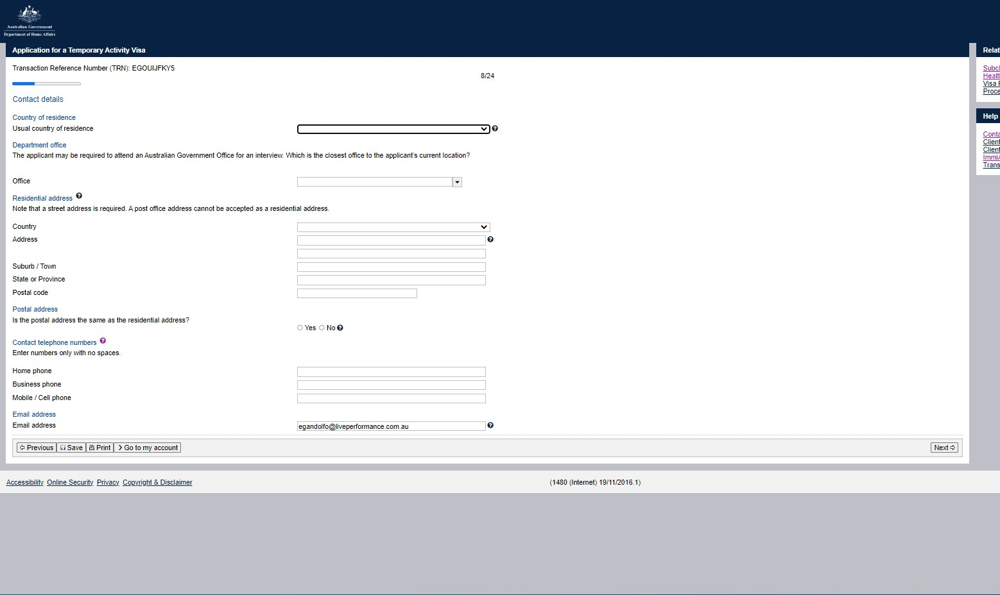 Australian Government
Department of Home Affairs
Application for a Temporary Activity Visa
Relat
Transaction Reference Number (TRN): EGOUIJFKY5
8/24
Subcl
Healt
Visa P
Proce
Contact details
Help
Country of residence
Usual country of residence
Conta
Client
Client
ImmiA
Trans
Department office
The applicant may be required to attend an Australian Government Office for an interview. Which is the closest office to the applicant's current location?
Office
Residential address
Note that a street address is required. A post office address cannot be accepted as a residential address.
Country
Address
Suburb / Town
State or Province
Postal code
Postal address
Is the postal address the same as the residential address?
Yes No
Contact telephone numbers
Enter numbers only with no spaces.
Home phone
Business phone
Mobile / Cell phone
Email address
Email address egandolfo@liveperformance.com.au
Previous Save Print Go to my account Next
Accessibility Online Security Privacy Copyright & Disclaimer (1480 (Internet) 19/11/2016.1)